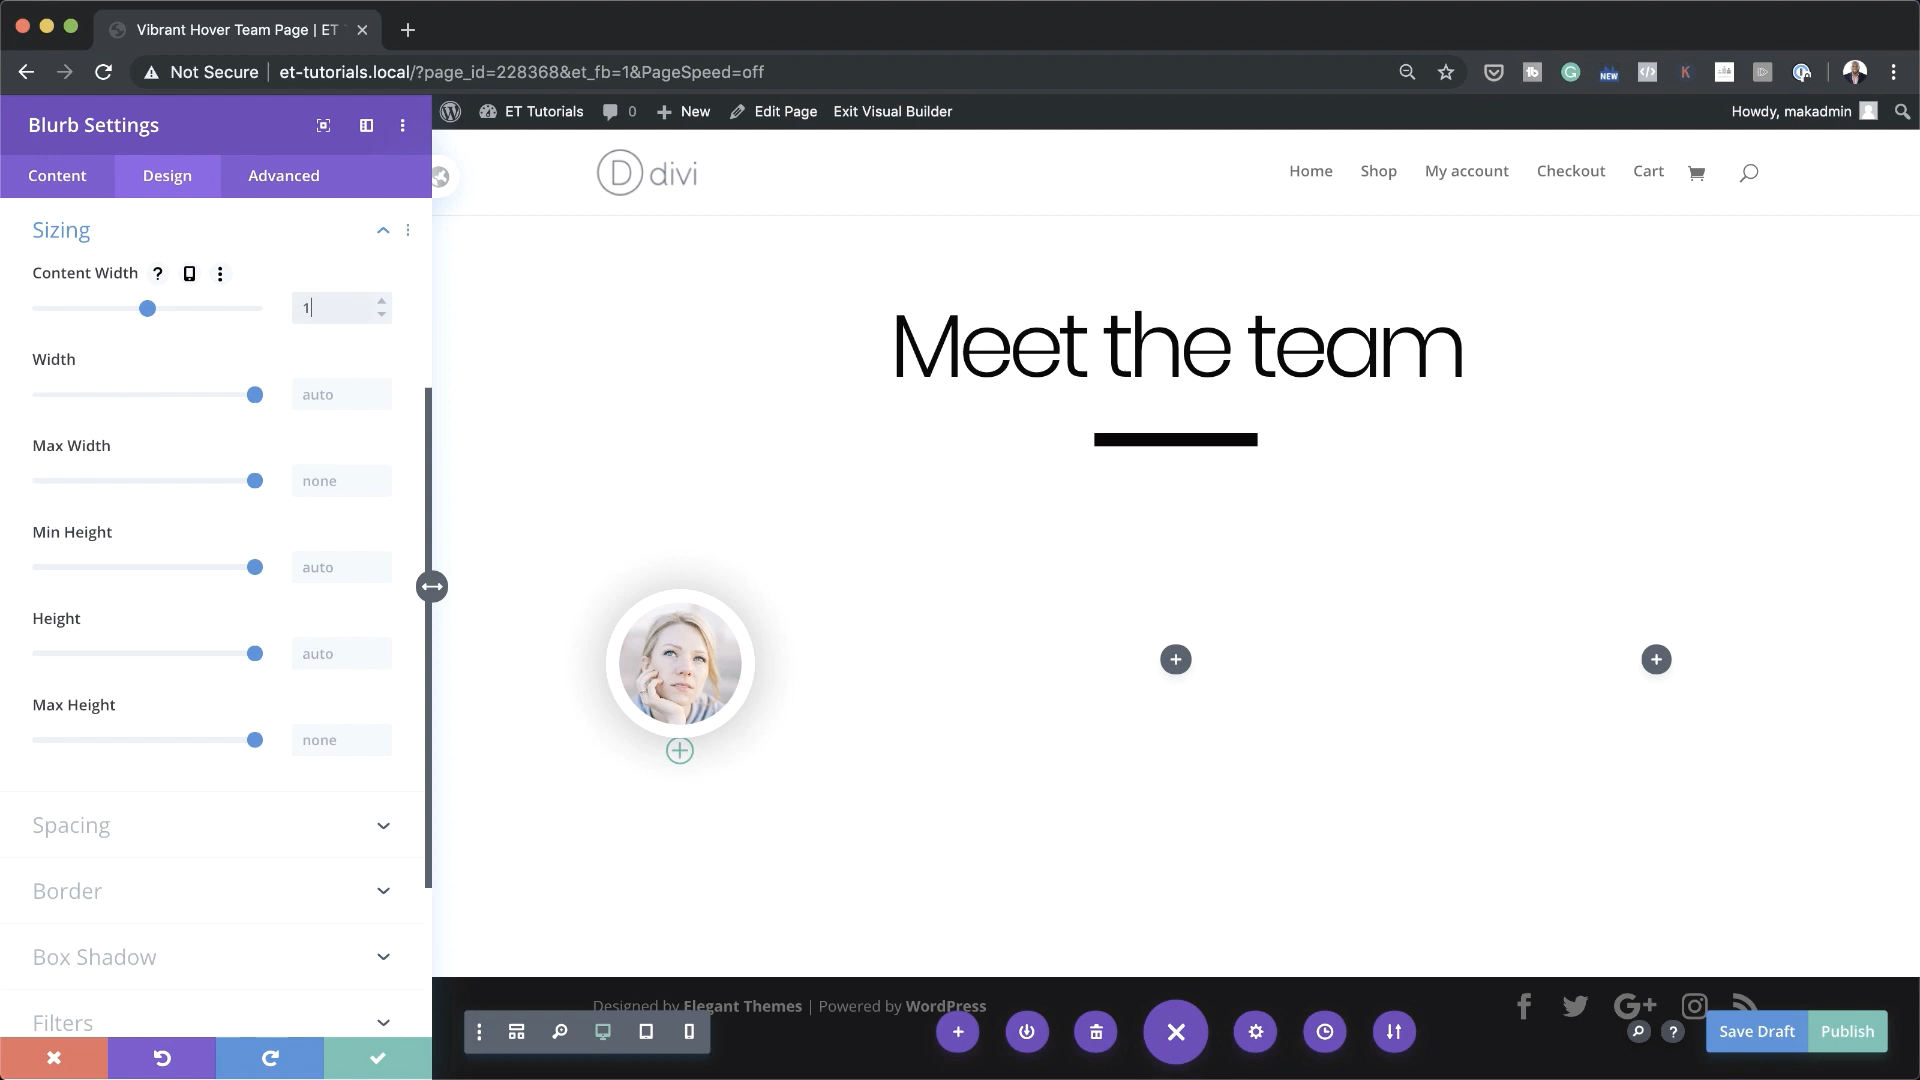 Vibrant Hover Team Page | ET
Not Secure
et-tutorials.local/?page_id=228368&et_fb=1&PageSpeed=off
NEW
Blurb Settings
ET Tutorials
0
New
Edit Page
Exit Visual Builder
Howdy, makadmin
Content
Design
Advanced
D divi
Home
Shop
My account
Checkout
Cart
Sizing
Content Width
1
Width
auto
Max Width
none
Min Height
auto
Height
auto
Max Height
none
Meet the team
Spacing
Border
Box Shadow
Filters
Designed by Elegant Themes | Powered by WordPress
Save Draft
Publish